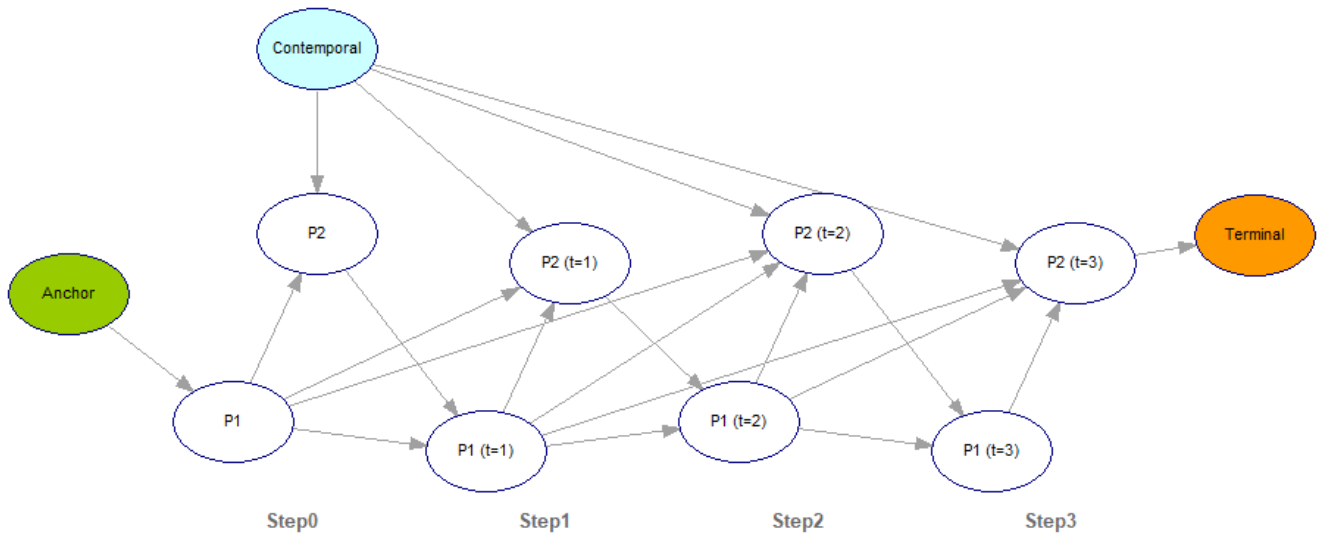 Contemporal
P2
P2 (t=2)
Terminal
P2 (t=1)
P2 (t=3)
Anchor
P1
P1 (t=1)
P1 (t=2)
P1 (t=3)
Step0
Step1
Step2
Step3